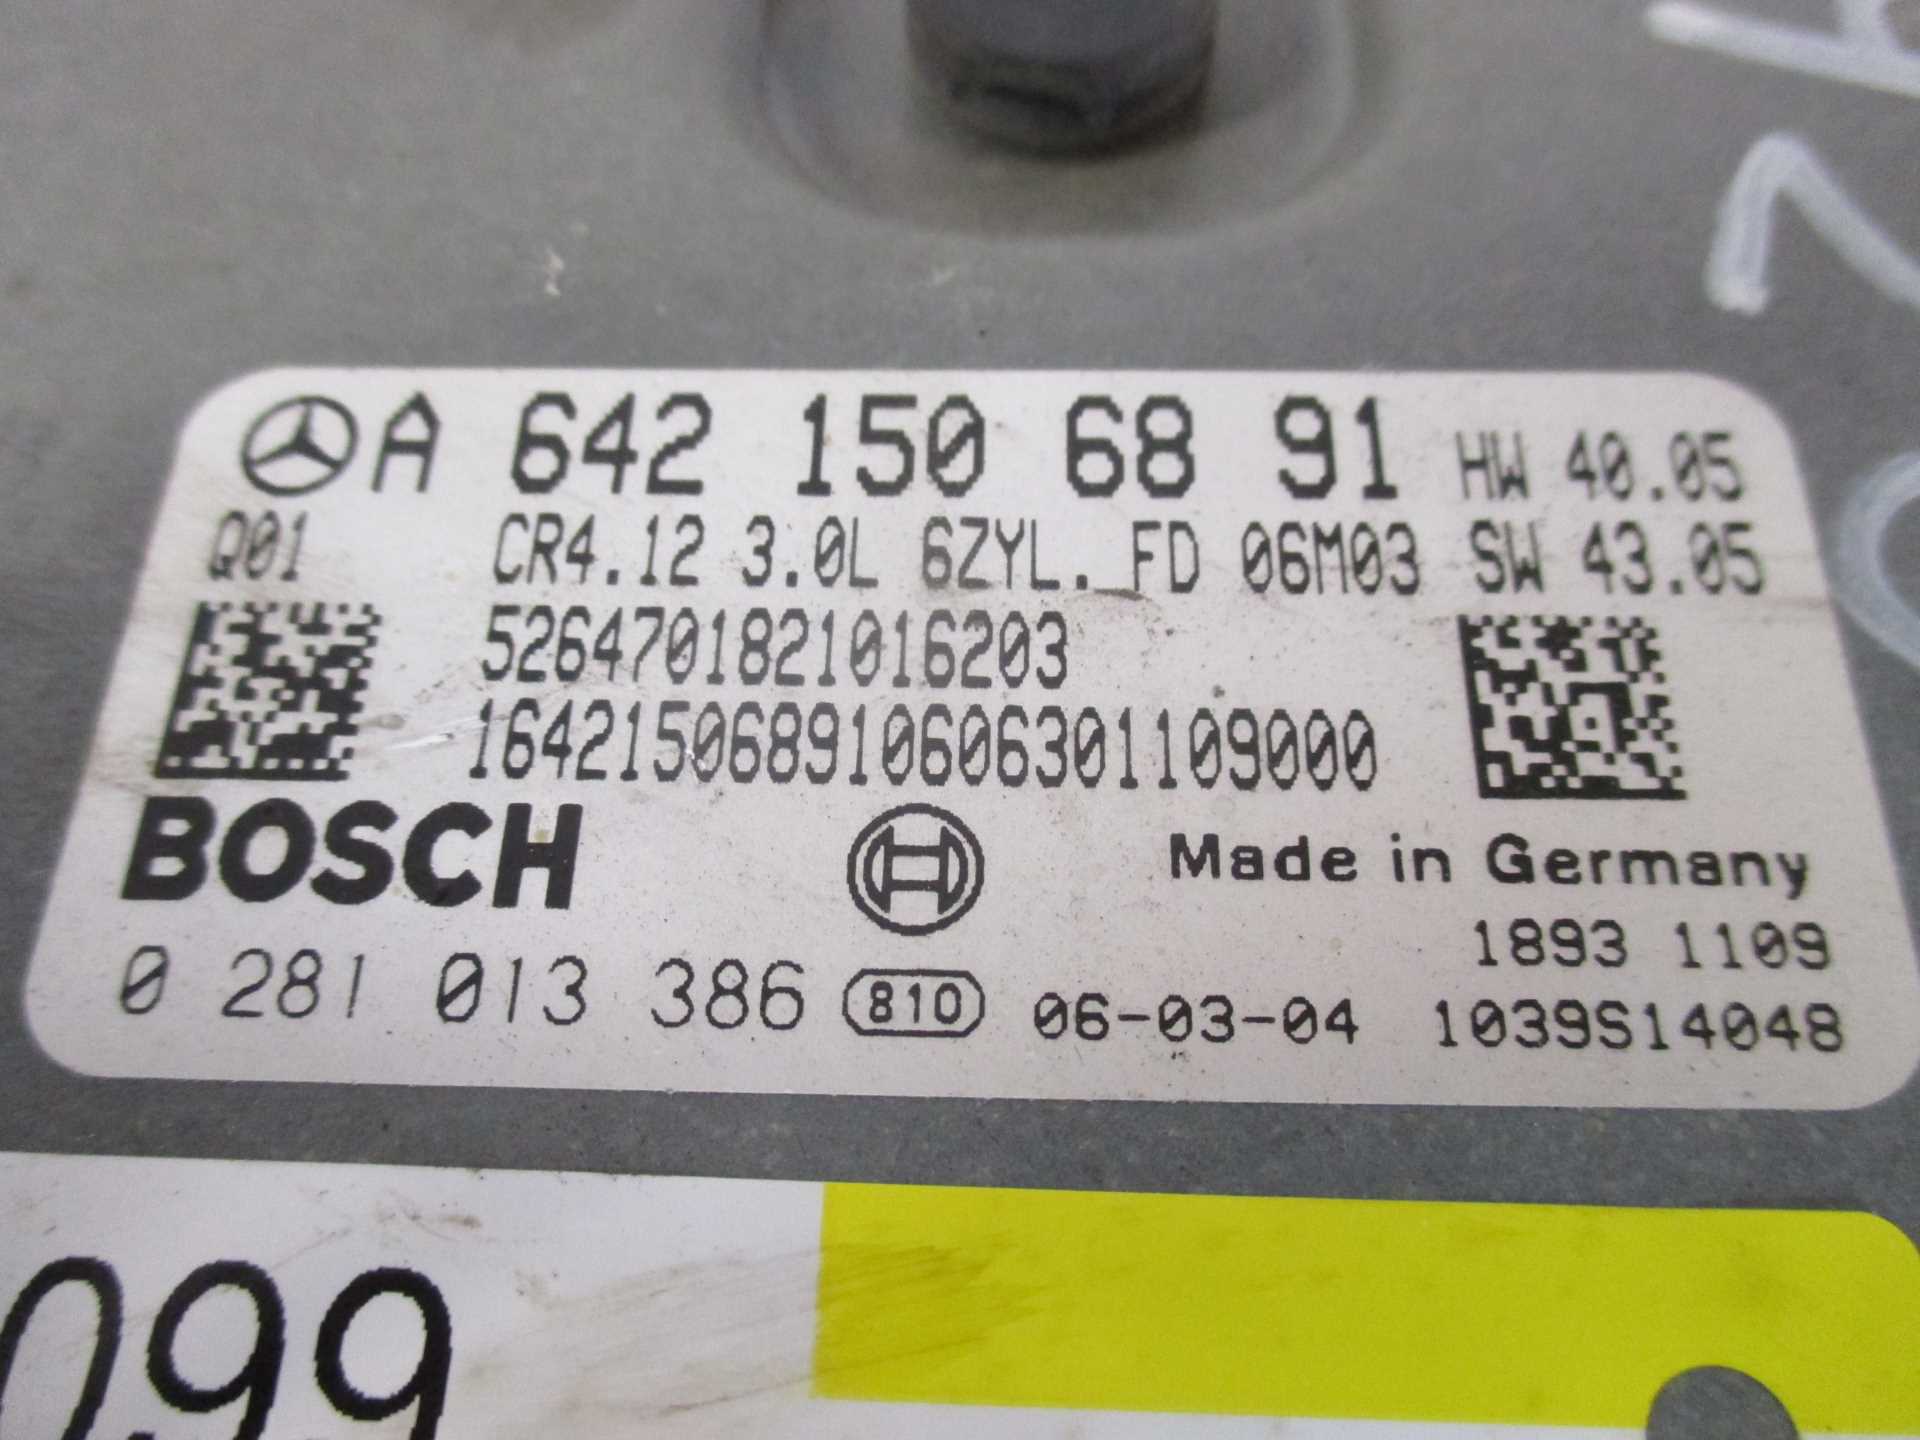 A 642 150 68 91 HW 40.05
Q01 CR4.12 3.0L 6ZYL. FD 06M03 SW 43.05
5264701821016203
164215068910606301109000
BOSCH Made in Germany
1893 1109
0 281 013 386 810 06-03-04 1039S14048
099